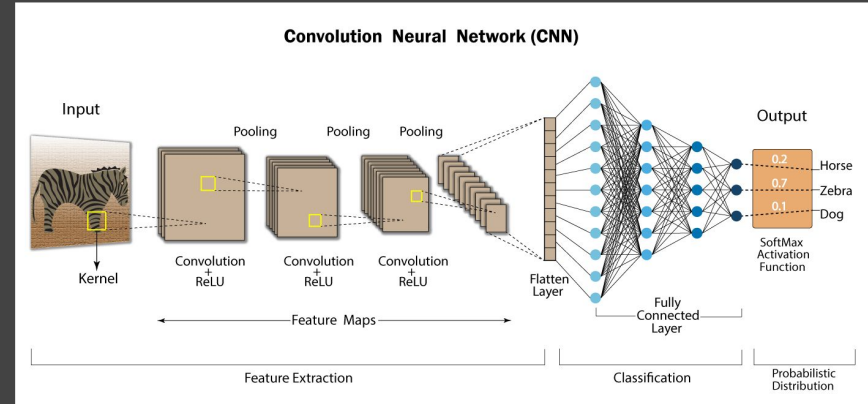 Convolution Neural Network (CNN)
Input
Kernel
Pooling
Pooling
Pooling
Convolution
+
ReLU
Convolution
+
ReLU
Convolution
+
ReLU
Feature Maps
Flatten
Layer
Fully
Connected
Layer
Output
0.2
Horse
0.7
Zebra
0.1
Dog
SoftMax
Activation
Function
Feature Extraction
Classification
Probabilistic
Distribution